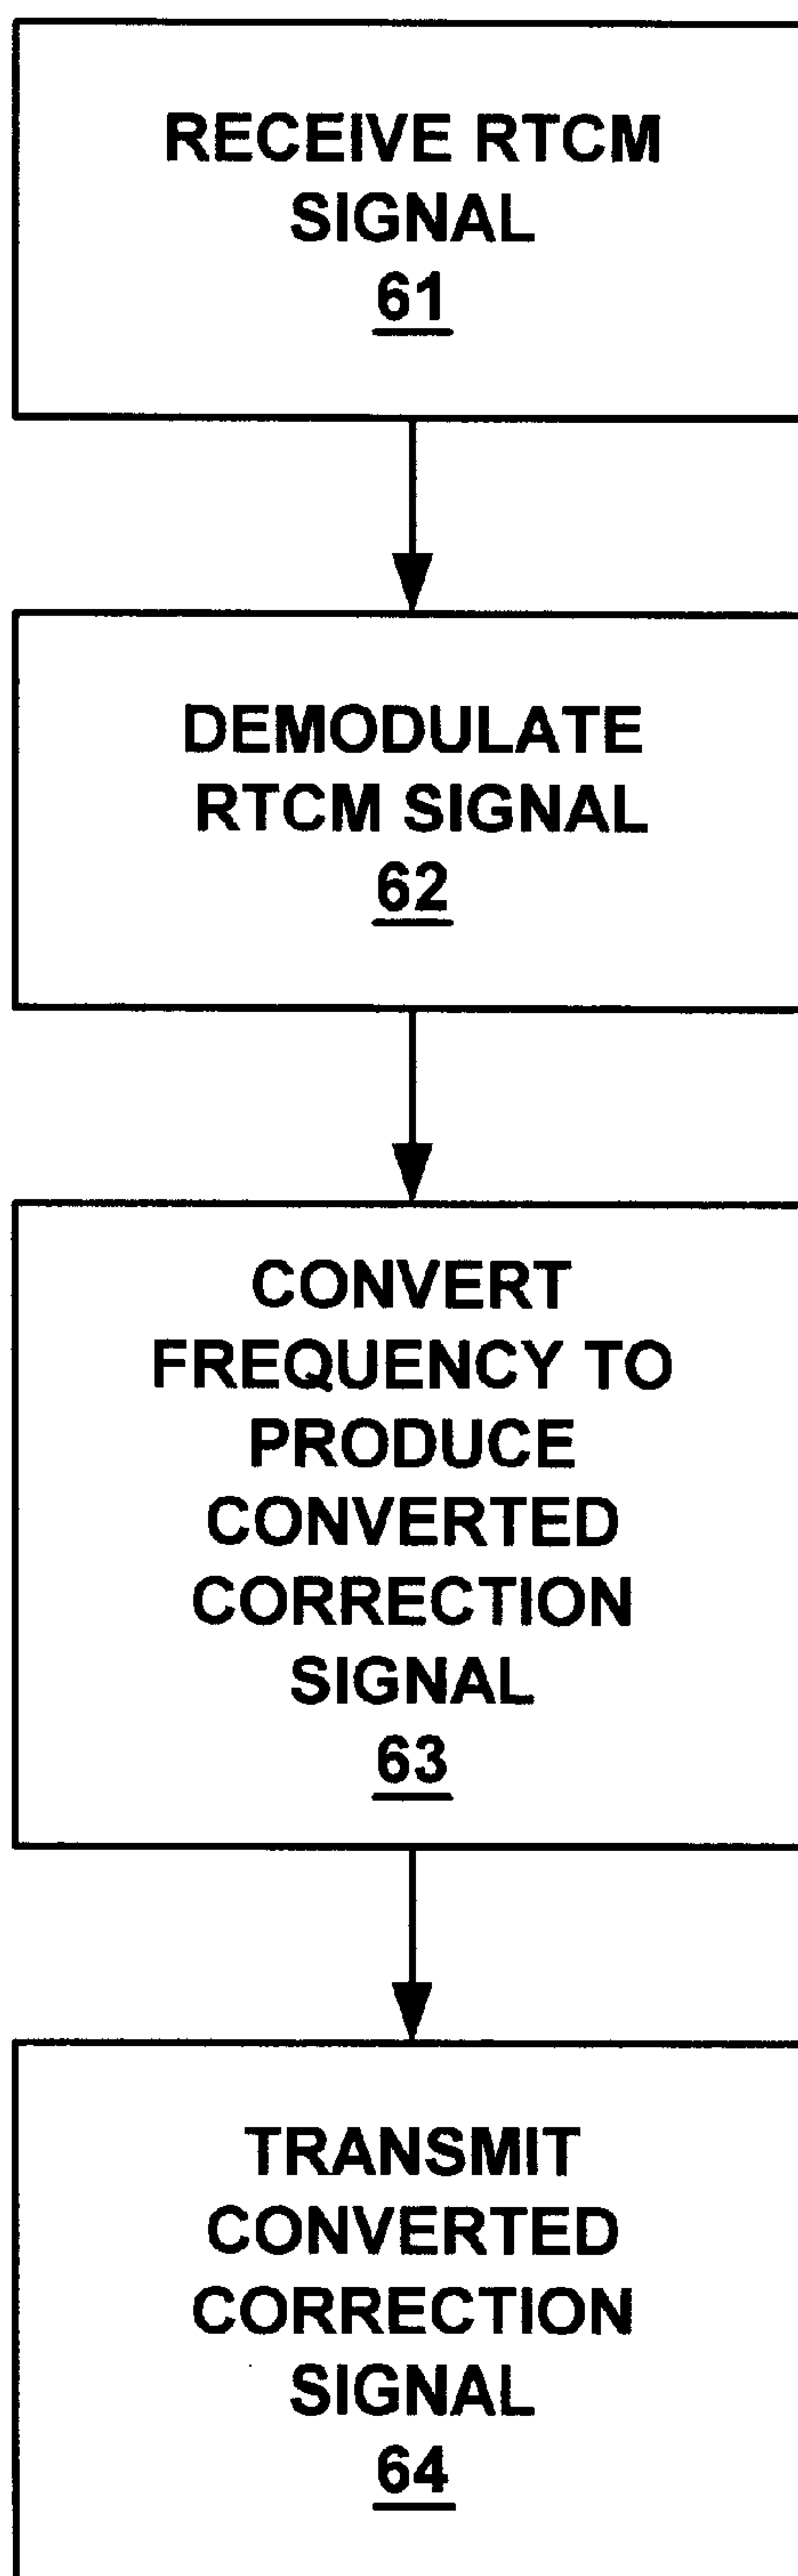 RECEIVE RTCM
SIGNAL
61
DEMODULATE
RTCM SIGNAL
62
CONVERT
FREQUENCY TO
PRODUCE
CONVERTED
CORRECTION
SIGNAL
63
TRANSMIT
CONVERTED
CORRECTION
SIGNAL
64